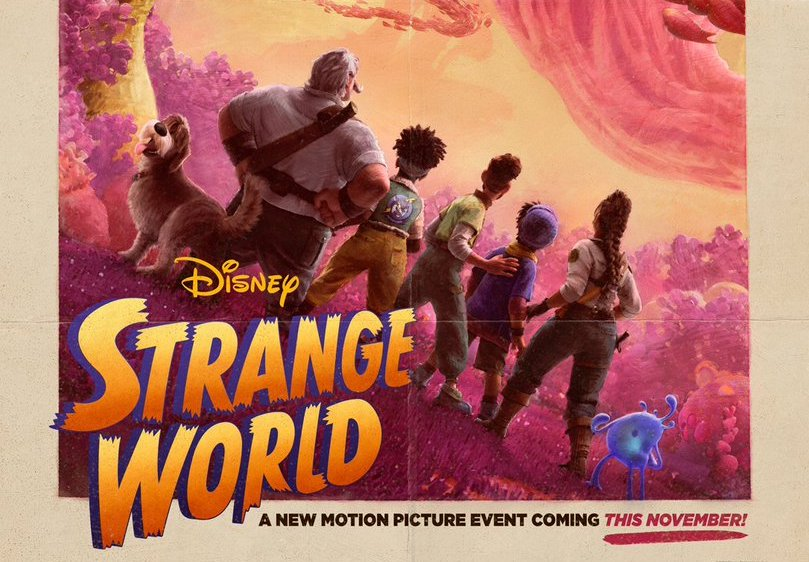 DISNEY
STRANGE
WORLD
A NEW MOTION PICTURE EVENT COMING THIS NOVEMBER!